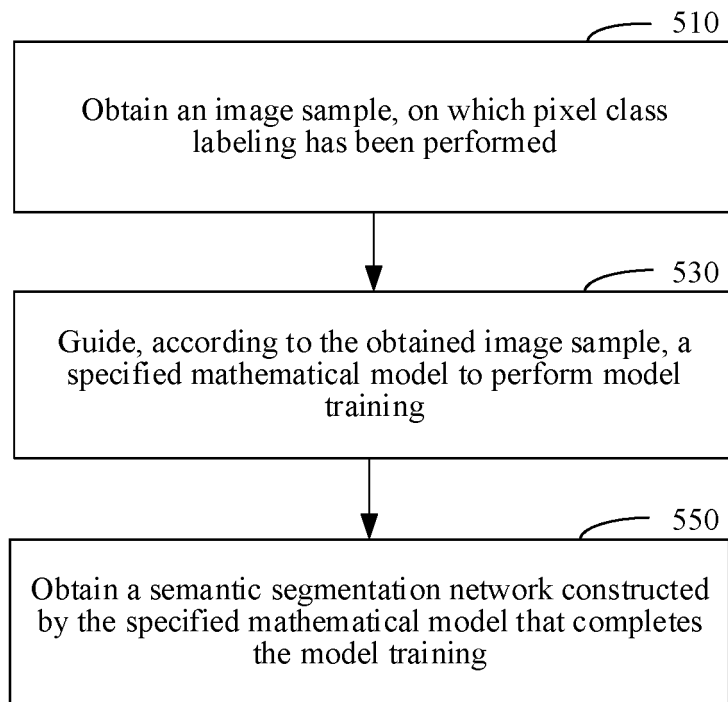 510
Obtain an image sample, on which pixel class
labeling has been performed
530
Guide, according to the obtained image sample, a
specified mathematical model to perform model
training
550
Obtain a semantic segmentation network constructed
by the specified mathematical model that completes
the model training